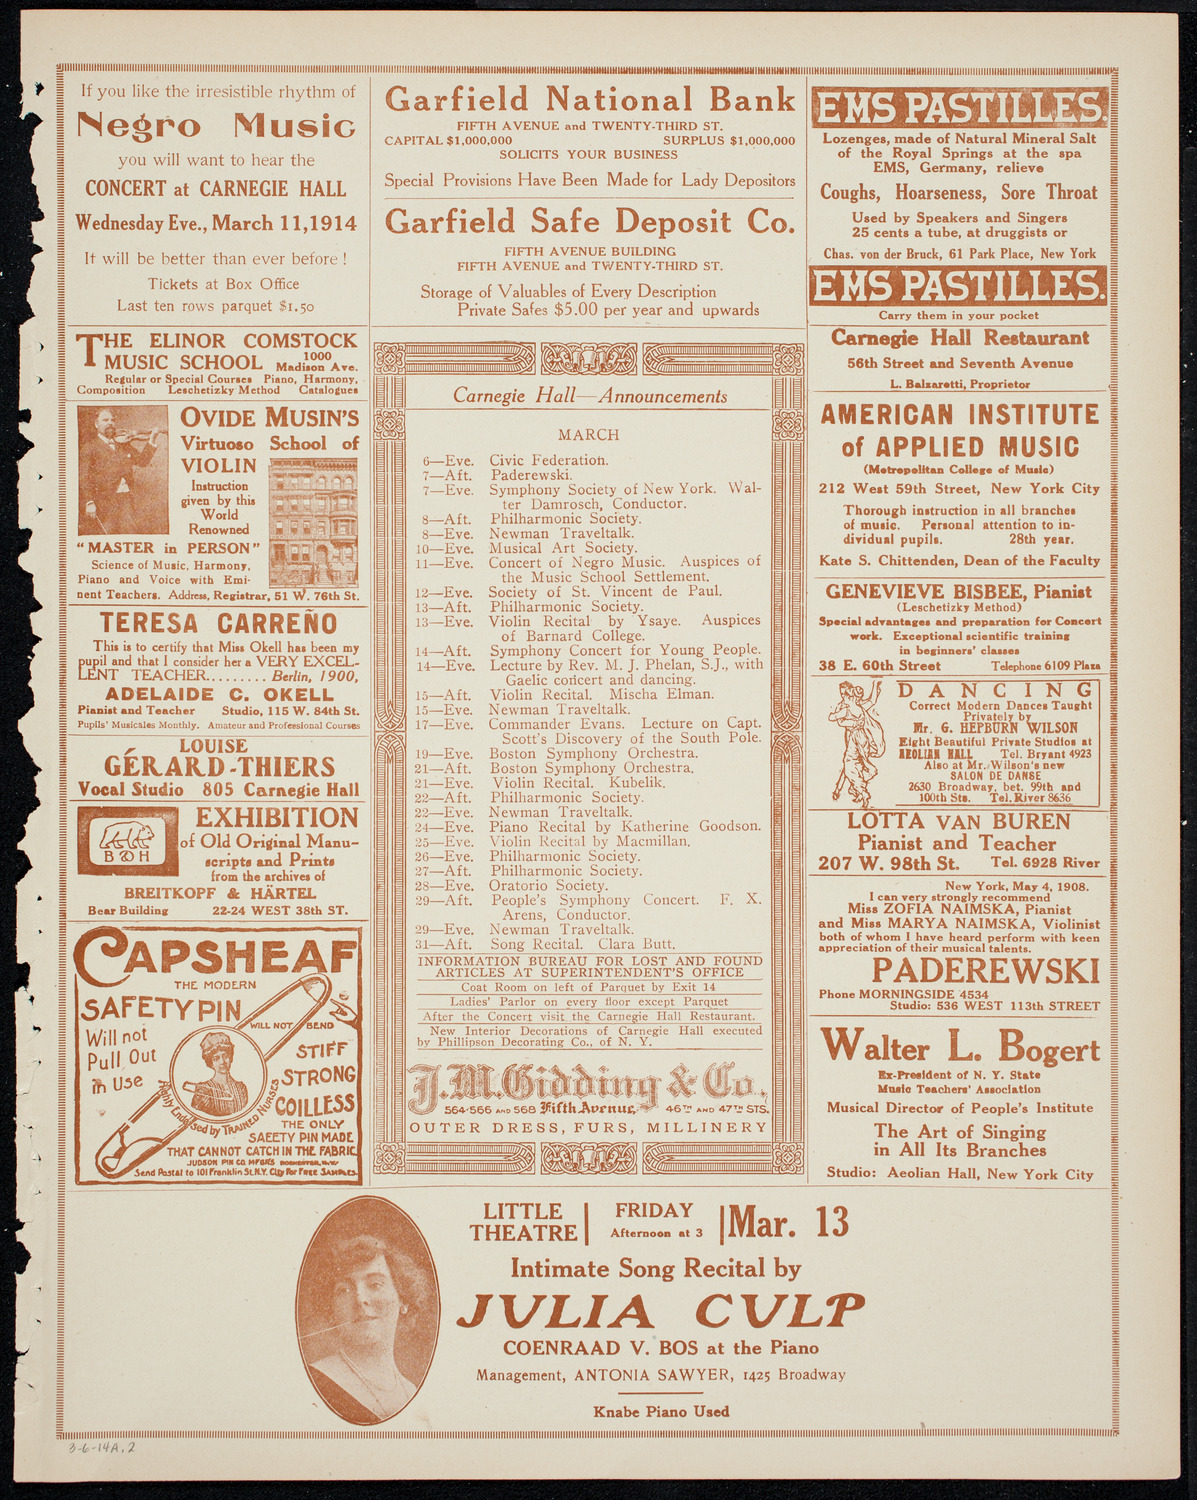 If you like the irresistible rhythm of
Negro Music
you will want to hear the
CONCERT at CARNEGIE HALL
Wednesday Eve., March 11, 1914
It will be better than ever before!
Tickets at Box Office
Last ten rows parquet $1.50
THE ELINOR COMSTOCK
MUSIC SCHOOL 1000 Madison Ave.
Regular or Special Courses Piano, Harmony,
Composition Leschetizky Method Catalogues
OVIDE MUSIN'S
Virtuoso School of
VIOLIN
Instruction
given by this
World
Renowned
"MASTER in PERSON"
Science of Music, Harmony,
Piano and Voice with Emi-
nent Teachers. Address, Registrar, 51 W. 76th St.
TERESA CARREÑO
This is to certify that Miss Okell has been my
pupil and that I consider her a VERY EXCEL-
LENT TEACHER......... Berlin, 1900,
ADELAIDE C. OKELL
Pianist and Teacher Studio, 115 W. 84th St.
Pupils' Musicales Monthly. Amateur and Professional Courses
LOUISE
GÉRARD-THIERS
Vocal Studio 805 Carnegie Hall
B & H
EXHIBITION
of Old Original Manu-
scripts and Prints
from the archives of
BREITKOPF & HÄRTEL
Bear Building 22-24 WEST 38th ST.
CAPSHEAF
THE MODERN
SAFETY PIN
WILL NOT BEND
Will not
Pull Out
in Use
STIFF
STRONG
COILLESS
Highly Endorsed by TRAINED NURSES
THE ONLY
SAFETY PIN MADE
THAT CANNOT CATCH IN THE FABRIC
JUDSON PIN CO. MFGRS ROCHESTER, N.Y.
Send Postal to 101 Franklin St. N.Y. City For FREE SAMPLES
Garfield National Bank
FIFTH AVENUE and TWENTY-THIRD ST.
CAPITAL $1,000,000 SURPLUS $1,000,000
SOLICITS YOUR BUSINESS
Special Provisions Have Been Made for Lady Depositors
Garfield Safe Deposit Co.
FIFTH AVENUE BUILDING
FIFTH AVENUE and TWENTY-THIRD ST.
Storage of Valuables of Every Description
Private Safes $5.00 per year and upwards
Carnegie Hall—Announcements
MARCH
6—Eve. Civic Federation.
7—Aft. Paderewski.
7—Eve. Symphony Society of New York. Wal-
ter Damrosch, Conductor.
8—Aft. Philharmonic Society.
8—Eve. Newman Traveltalk.
10—Eve. Musical Art Society.
11—Eve. Concert of Negro Music. Auspices of
the Music School Settlement.
12—Eve. Society of St. Vincent de Paul.
13—Aft. Philharmonic Society.
13—Eve. Violin Recital by Ysaye. Auspices
of Barnard College.
14—Aft. Symphony Concert for Young People.
14—Eve. Lecture by Rev. M. J. Phelan, S.J., with
Gaelic concert and dancing.
15—Aft. Violin Recital. Mischa Elman.
15—Eve. Newman Traveltalk.
17—Eve. Commander Evans. Lecture on Capt.
Scott's Discovery of the South Pole.
19—Eve. Boston Symphony Orchestra.
21—Aft. Boston Symphony Orchestra.
21—Eve. Violin Recital. Kubelik.
22—Aft. Philharmonic Society.
22—Eve. Newman Traveltalk.
24—Eve. Piano Recital by Katherine Goodson.
25—Eve. Violin Recital by Macmillan.
26—Eve. Philharmonic Society.
27—Aft. Philharmonic Society.
28—Eve. Oratorio Society.
29—Aft. People's Symphony Concert. F. X.
Arens, Conductor.
29—Eve. Newman Traveltalk.
31—Aft. Song Recital. Clara Butt.
INFORMATION BUREAU FOR LOST AND FOUND
ARTICLES AT SUPERINTENDENT'S OFFICE
Coat Room on left of Parquet by Exit 14
Ladies' Parlor on every floor except Parquet
After the Concert visit the Carnegie Hall Restaurant.
New Interior Decorations of Carnegie Hall executed
by Phillipson Decorating Co., of N. Y.
J. M. Gidding & Co.
564-566 AND 568 Fifth Avenue 46TH AND 47TH STS.
OUTER DRESS, FURS, MILLINERY
EMS PASTILLES.
Lozenges, made of Natural Mineral Salt
of the Royal Springs at the spa
EMS, Germany, relieve
Coughs, Hoarseness, Sore Throat
Used by Speakers and Singers
25 cents a tube, at druggists or
Chas. von der Bruck, 61 Park Place, New York
EMS PASTILLES.
Carry them in your pocket
Carnegie Hall Restaurant
56th Street and Seventh Avenue
L. Balzaretti, Proprietor
AMERICAN INSTITUTE
of APPLIED MUSIC
(Metropolitan College of Music)
212 West 59th Street, New York City
Thorough instruction in all branches
of music. Personal attention to in-
dividual pupils. 28th year.
Kate S. Chittenden, Dean of the Faculty
GENEVIEVE BISBEE, Pianist
(Leschetizky Method)
Special advantages and preparation for Concert
work. Exceptional scientific training
in beginners' classes
38 E. 60th Street Telephone 6109 Plaza
DANCING
Correct Modern Dances Taught
Privately by
Mr. G. HEPBURN WILSON
Eight Beautiful Private Studios at
AEOLIAN HALL Tel. Bryant 4923
Also at Mr. Wilson's new
SALON DE DANSE
2630 Broadway, bet. 99th and
100th Sts. Tel. River 8636
LOTTA VAN BUREN
Pianist and Teacher
207 W. 98th St. Tel. 6928 River
New York, May 4, 1908.
I can very strongly recommend
Miss ZOFIA NAIMSKA, Pianist
and Miss MARYA NAIMSKA, Violinist
both of whom I have heard perform with keen
appreciation of their musical talents.
PADEREWSKI
Phone MORNINGSIDE 4534
Studio: 536 WEST 113th STREET
Walter L. Bogert
Ex-President of N. Y. State
Music Teachers' Association
Musical Director of People's Institute
The Art of Singing
in All Its Branches
Studio: Aeolian Hall, New York City
LITTLE THEATRE | FRIDAY Afternoon at 3 | Mar. 13
Intimate Song Recital by
JULIA CULP
COENRAAD V. BOS at the Piano
Management, ANTONIA SAWYER, 1425 Broadway
Knabe Piano Used
3-6-14A.2